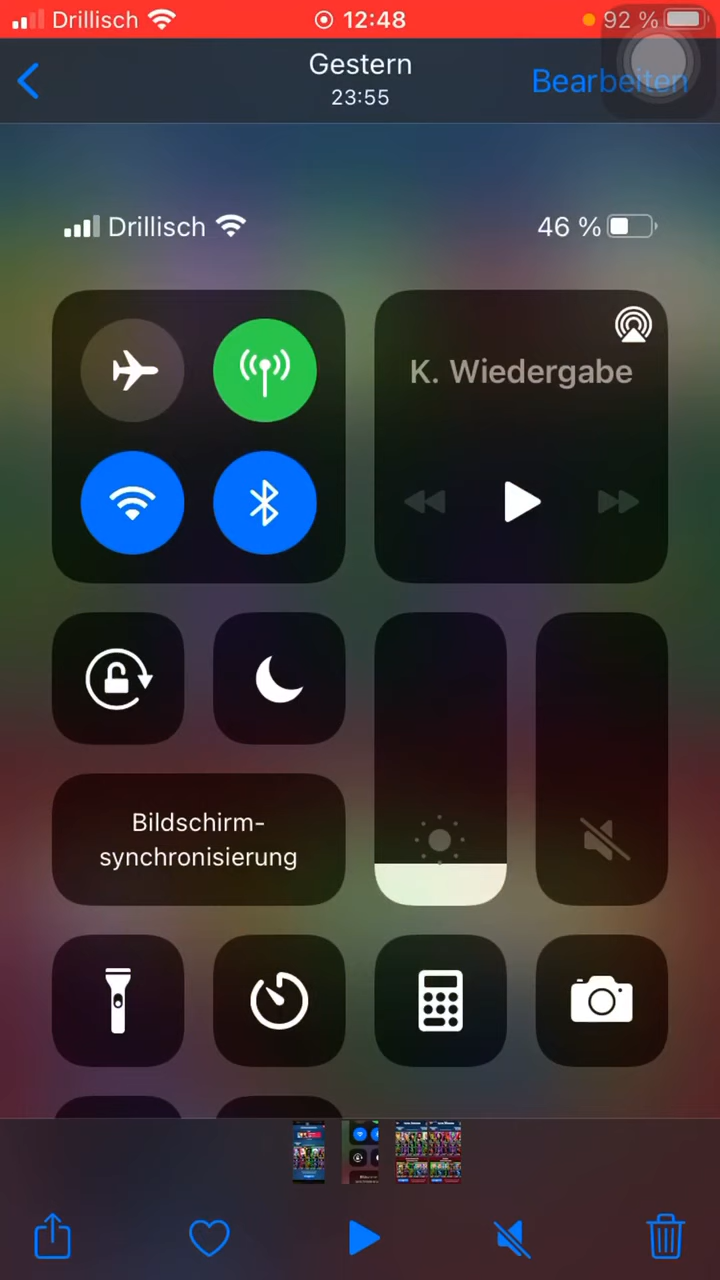 Drillisch 12:48 92 %
Gestern
23:55
Bearbeiten
Drillisch 46 %
K. Wiedergabe
Bildschirm-
synchronisierung